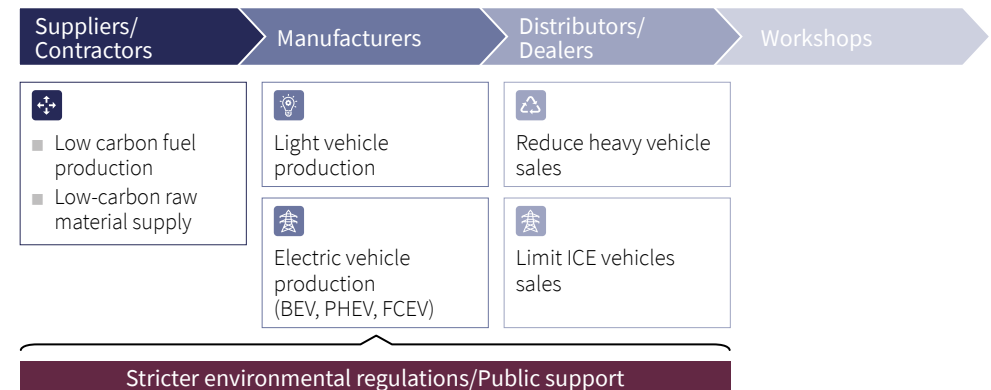 Suppliers/
Contractors
Manufacturers
Distributors/
Dealers
Workshops
Low carbon fuel
production
Low-carbon raw
material supply
Light vehicle
production
Electric vehicle
production
(BEV, PHEV, FCEV)
Reduce heavy vehicle
sales
Limit ICE vehicles
sales
Stricter environmental regulations/Public support